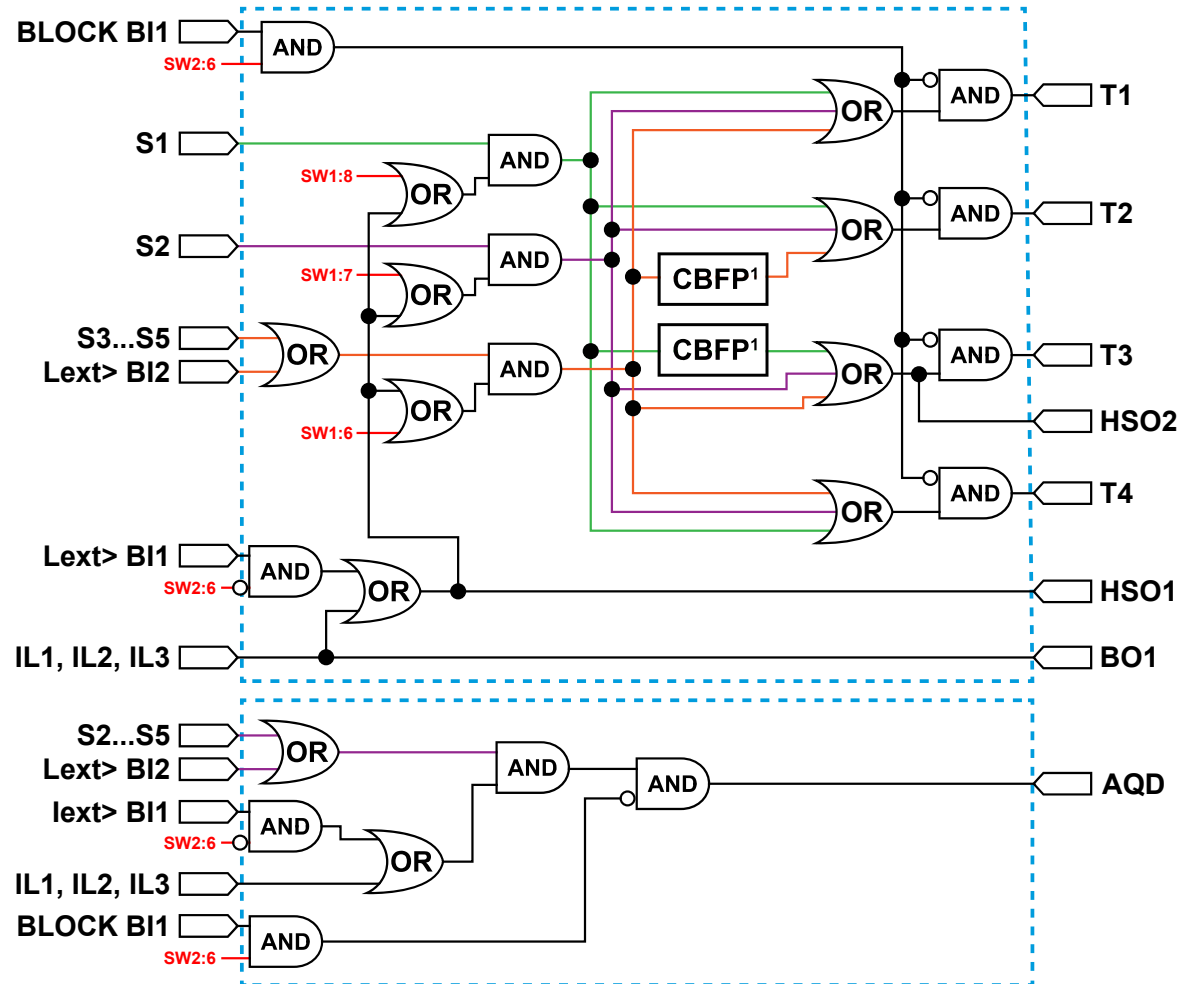 BLOCK BI1
SW2:6
AND
AND
T1
OR
S1
AND
SW1:8
OR
AND
T2
OR
S2
AND
SW1:7
OR
CBFP¹
S3...S5
Lext> BI2
OR
AND
CBFP¹
OR
AND
T3
SW1:6
OR
HSO2
AND
T4
OR
Lext> BI1
SW2:6
AND
OR
HSO1
IL1, IL2, IL3
BO1
S2...S5
Lext> BI2
OR
AND
AND
AQD
Iext> BI1
SW2:6
AND
OR
IL1, IL2, IL3
BLOCK BI1
SW2:6
AND